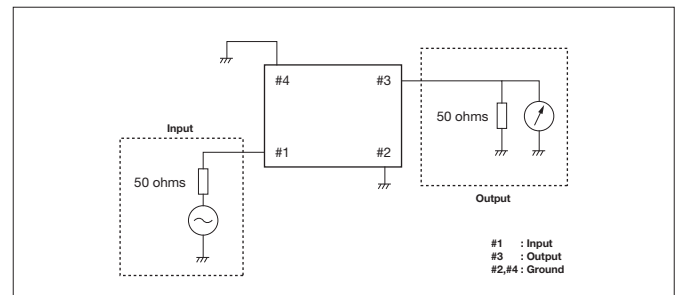 #4
#3
50 ohms
Input
#1
#2
50 ohms
Output
#1 : Input
#3 : Output
#2,#4 : Ground